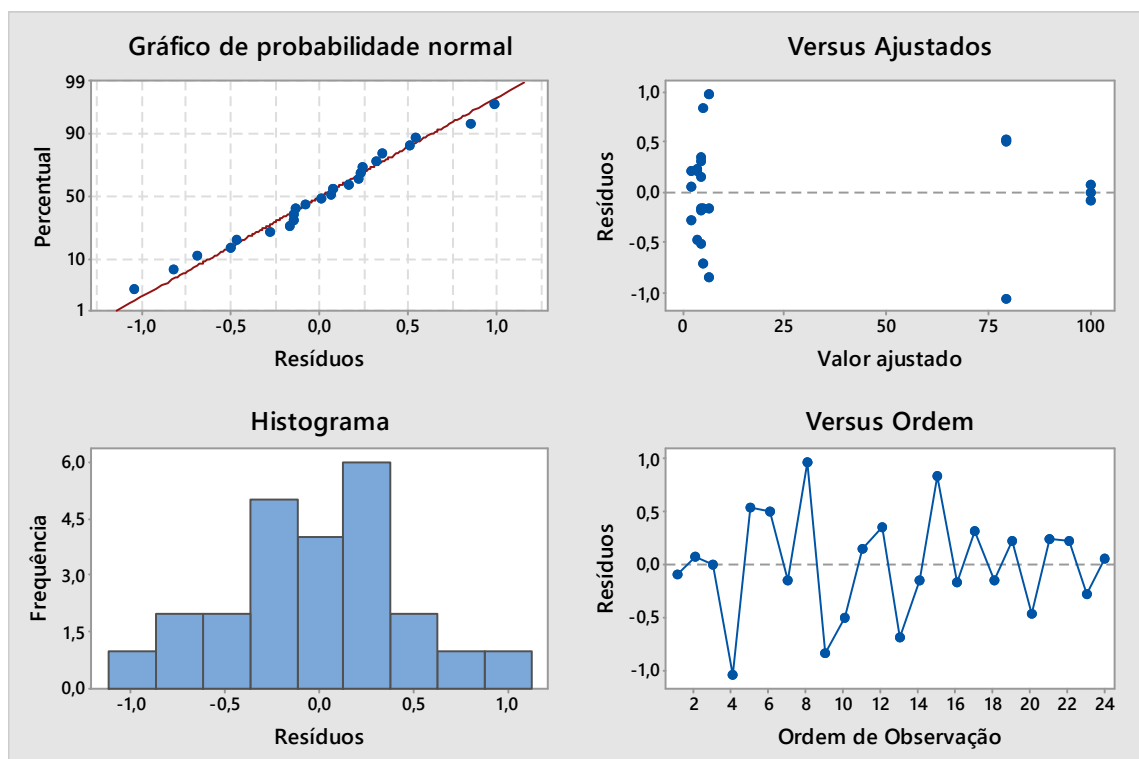 Gráfico de probabilidade normal
99
90
50
10
1
Percentual
-1,0 -0,5 0,0 0,5 1,0
Resíduos
Versus Ajustados
1,0
0,5
0,0
-0,5
-1,0
Resíduos
0 25 50 75 100
Valor ajustado
Histograma
6,0
4,5
3,0
1,5
0,0
Frequência
-1,0 -0,5 0,0 0,5 1,0
Resíduos
Versus Ordem
1,0
0,5
0,0
-0,5
-1,0
Resíduos
2 4 6 8 10 12 14 16 18 20 22 24
Ordem de Observação